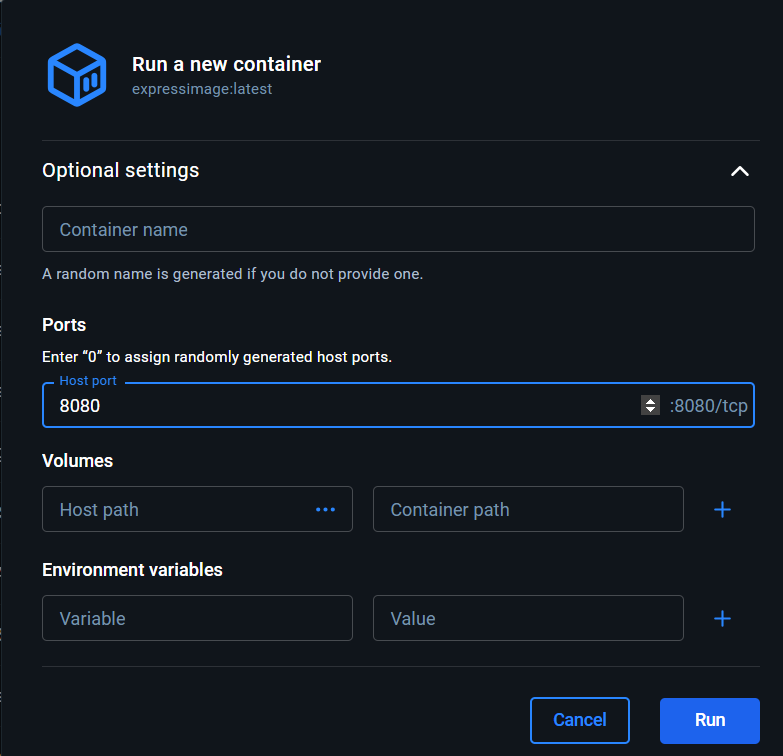 Run a new container
expressimage:latest
Optional settings
Container name
A random name is generated if you do not provide one.
Ports
Enter “0” to assign randomly generated host ports.
Host port
8080 :8080/tcp
Volumes
Host path ••• Container path +
Environment variables
Variable Value +
Cancel Run